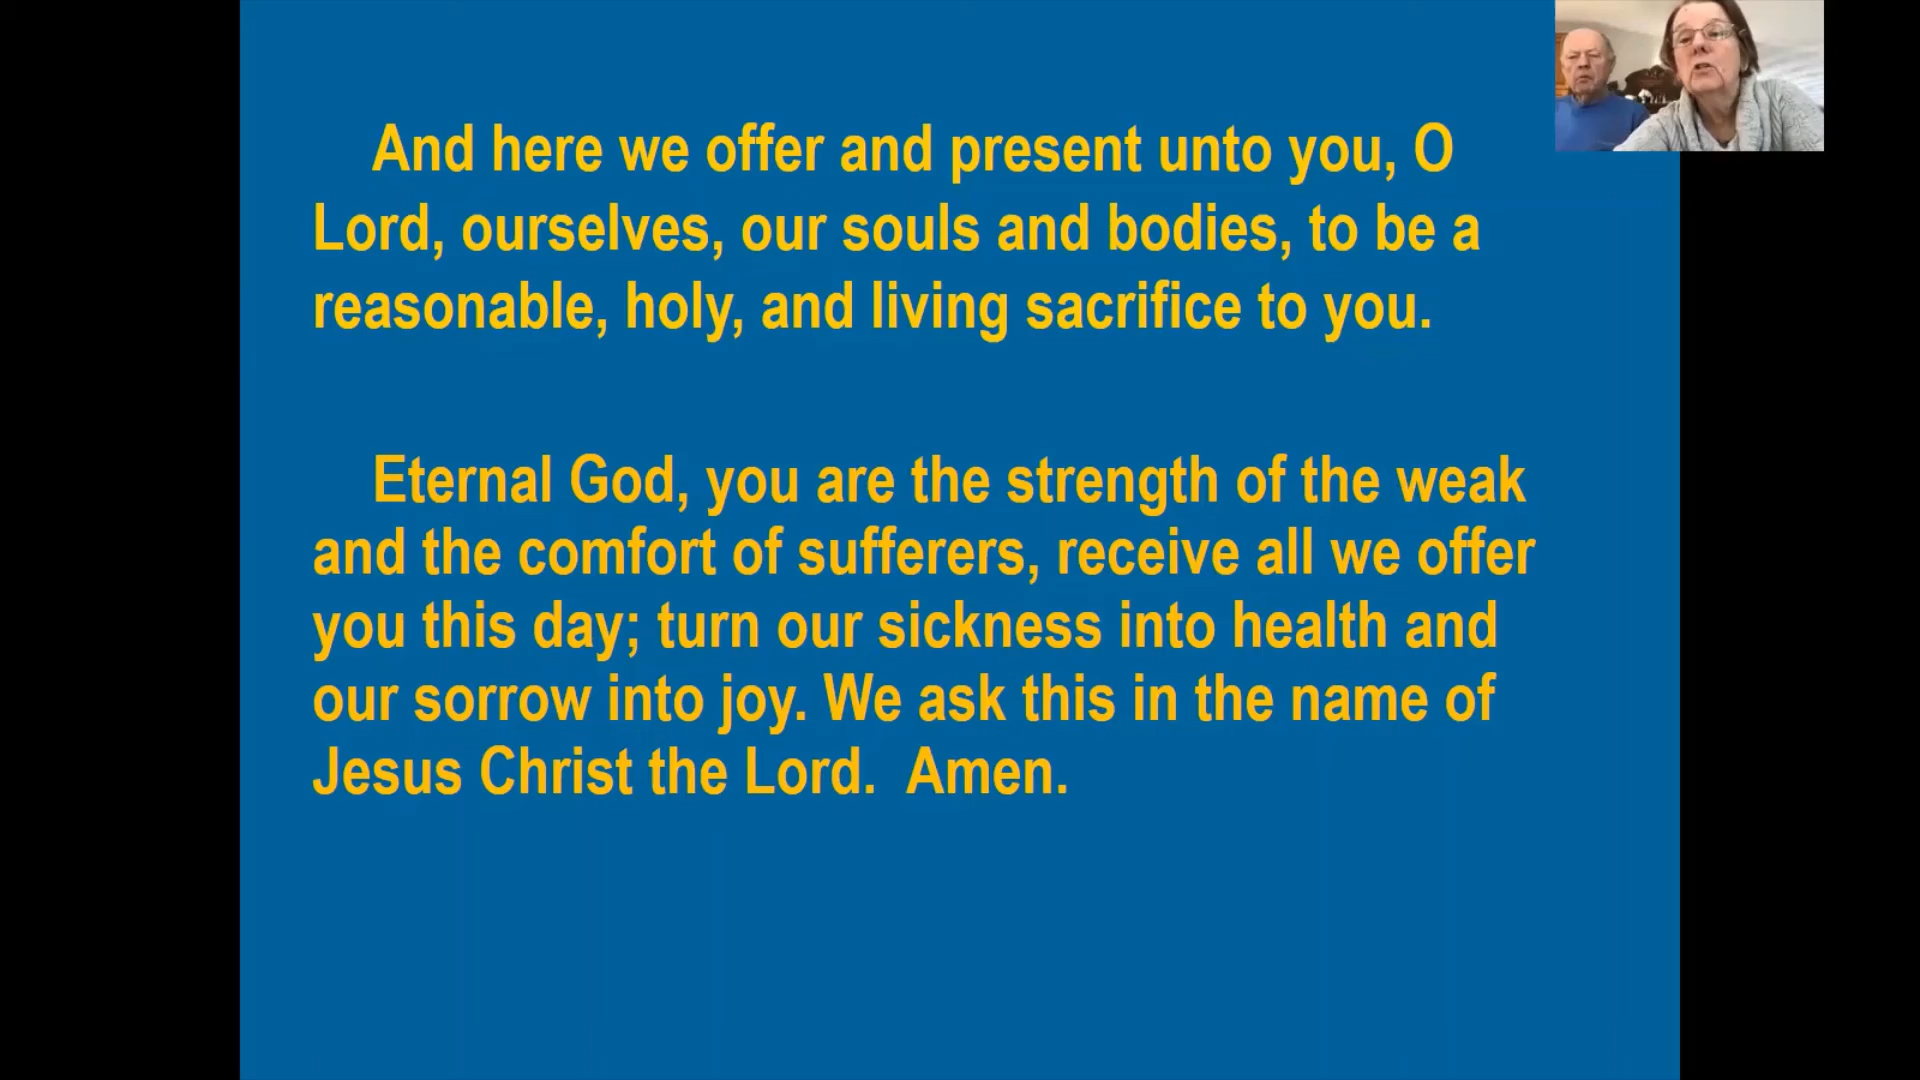 And here we offer and present unto you, O
Lord, ourselves, our souls and bodies, to be a
reasonable, holy, and living sacrifice to you.
Eternal God, you are the strength of the weak
and the comfort of sufferers, receive all we offer
you this day; turn our sickness into health and
our sorrow into joy. We ask this in the name of
Jesus Christ the Lord.  Amen.